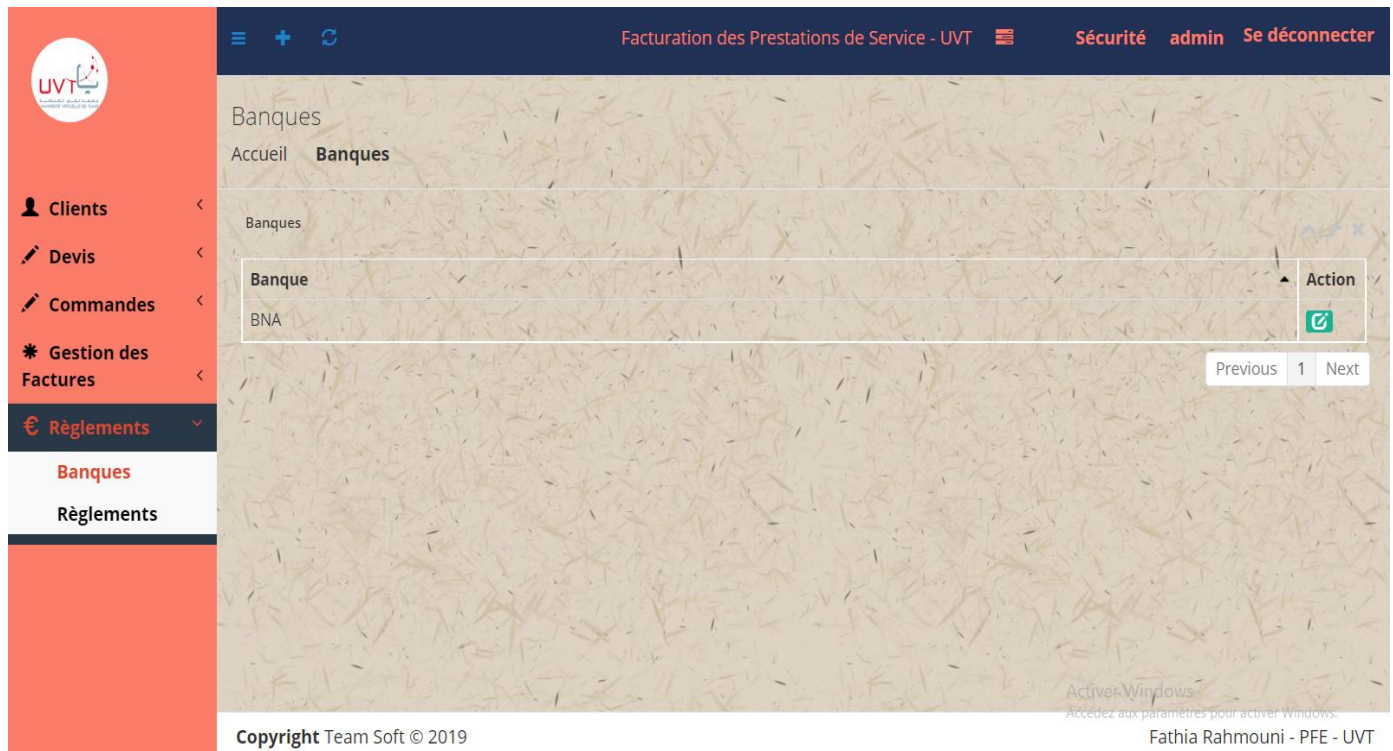 Facturation des Prestations de Service - UVT
Sécurité admin Se déconnecter
UVT
Clients
Devis
Commandes
Gestion des
Factures
€ Règlements
Banques
Règlements
Banques
Accueil Banques
Banques
Banque Action
BNA
Previous 1 Next
Activer Windows
Accédez aux paramètres pour activer Windows.
Copyright Team Soft © 2019
Fathia Rahmouni - PFE - UVT